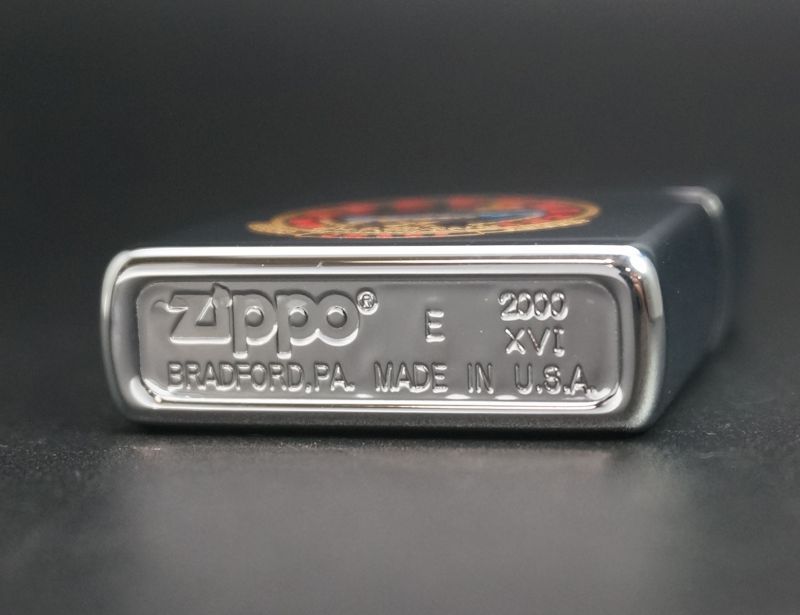 Zippo® E 2000
XVI
BRADFORD,PA. MADE IN U.S.A.